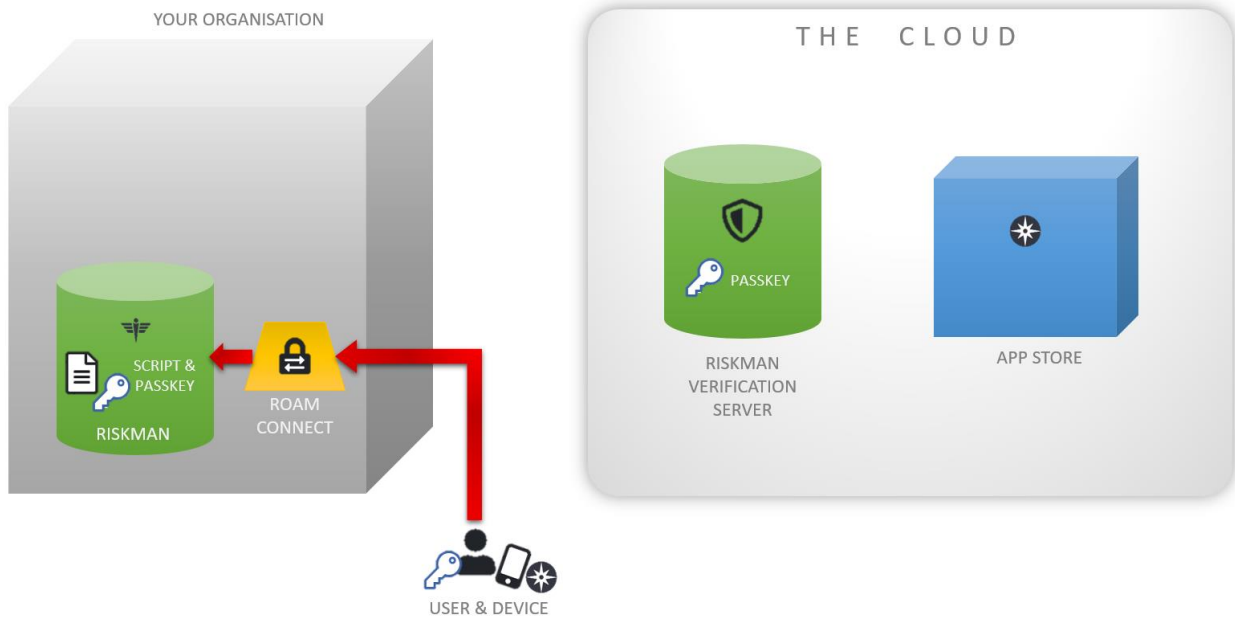 YOUR ORGANISATION
THE CLOUD
SCRIPT &
PASSKEY
RISKMAN
ROAM
CONNECT
PASSKEY
RISKMAN
VERIFICATION
SERVER
APP STORE
USER & DEVICE